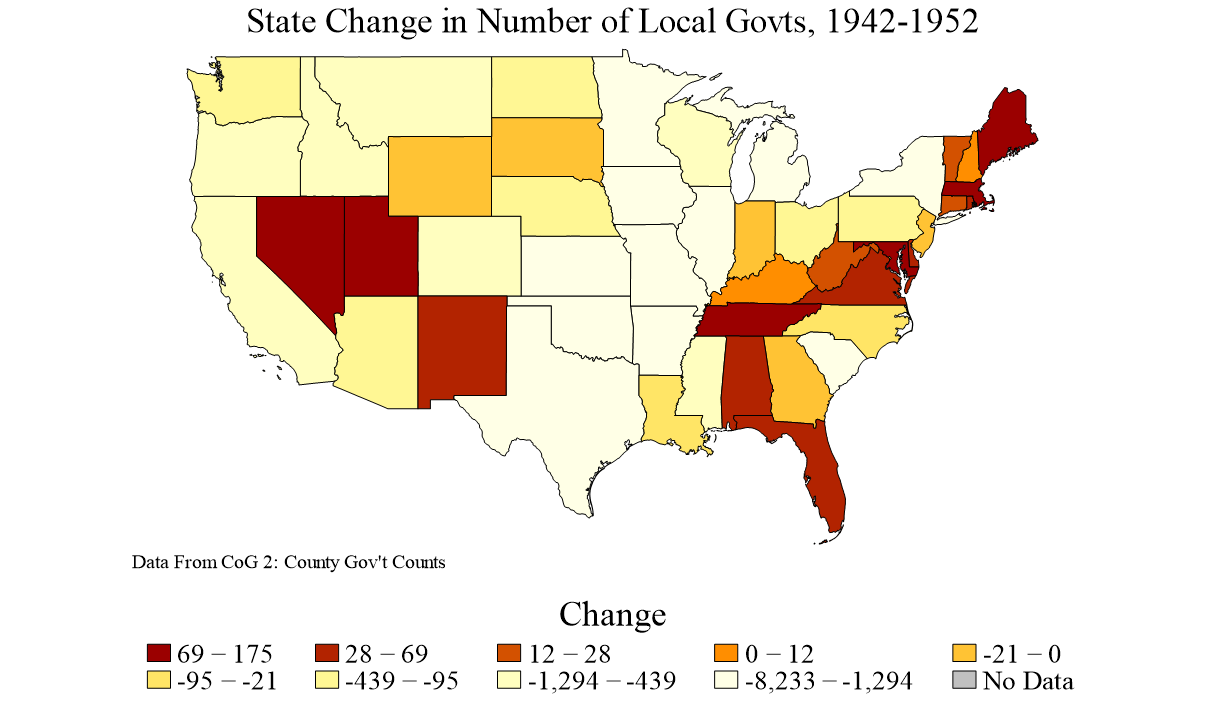 State Change in Number of Local Govts, 1942-1952
Data From CoG 2: County Gov't Counts
Change
69 – 175 28 – 69 12 – 28 0 – 12 -21 – 0
-95 – -21 -439 – -95 -1,294 – -439 -8,233 – -1,294 No Data